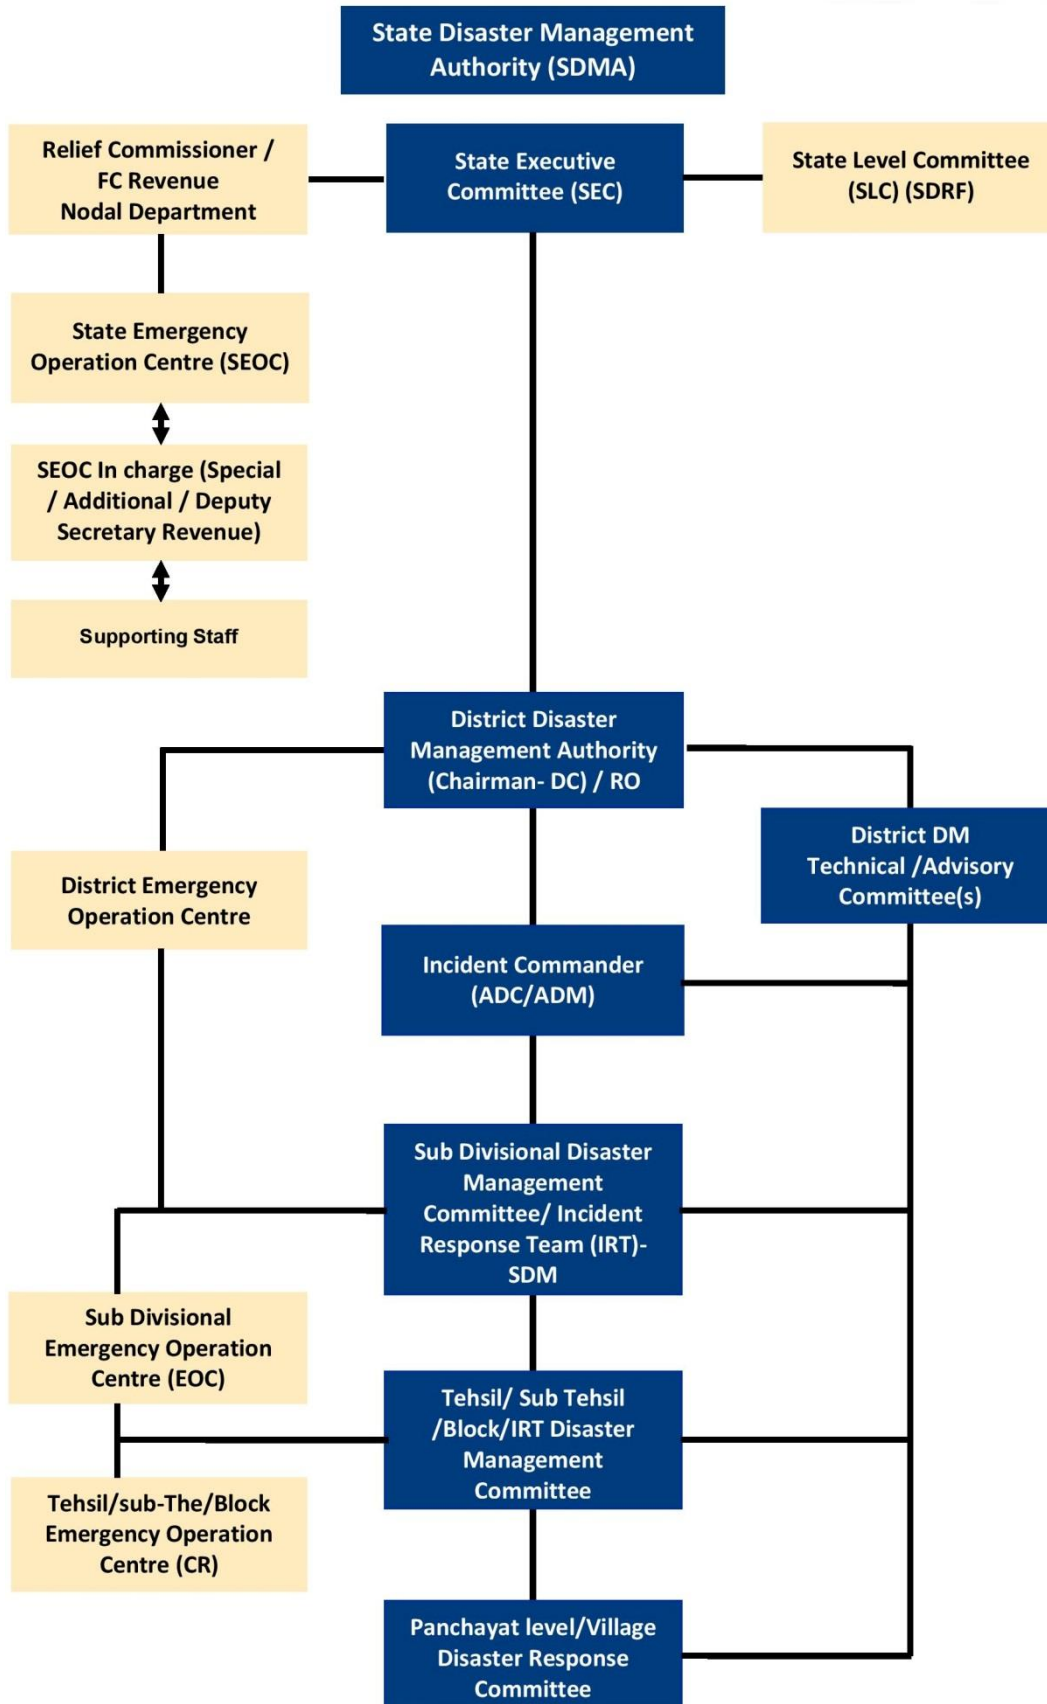 State Disaster Management
Authority (SDMA)
Relief Commissioner /
FC Revenue
Nodal Department
State Executive
Committee (SEC)
State Level Committee
(SLC) (SDRF)
State Emergency
Operation Centre (SEOC)
SEOC In charge (Special
/ Additional / Deputy
Secretary Revenue)
Supporting Staff
District Disaster
Management Authority
(Chairman- DC) / RO
District DM
Technical /Advisory
Committee(s)
District Emergency
Operation Centre
Incident Commander
(ADC/ADM)
Sub Divisional Disaster
Management
Committee/ Incident
Response Team (IRT)-
SDM
Sub Divisional
Emergency Operation
Centre (EOC)
Tehsil/ Sub Tehsil
/Block/IRT Disaster
Management
Committee
Tehsil/sub-The/Block
Emergency Operation
Centre (CR)
Panchayat level/Village
Disaster Response
Committee